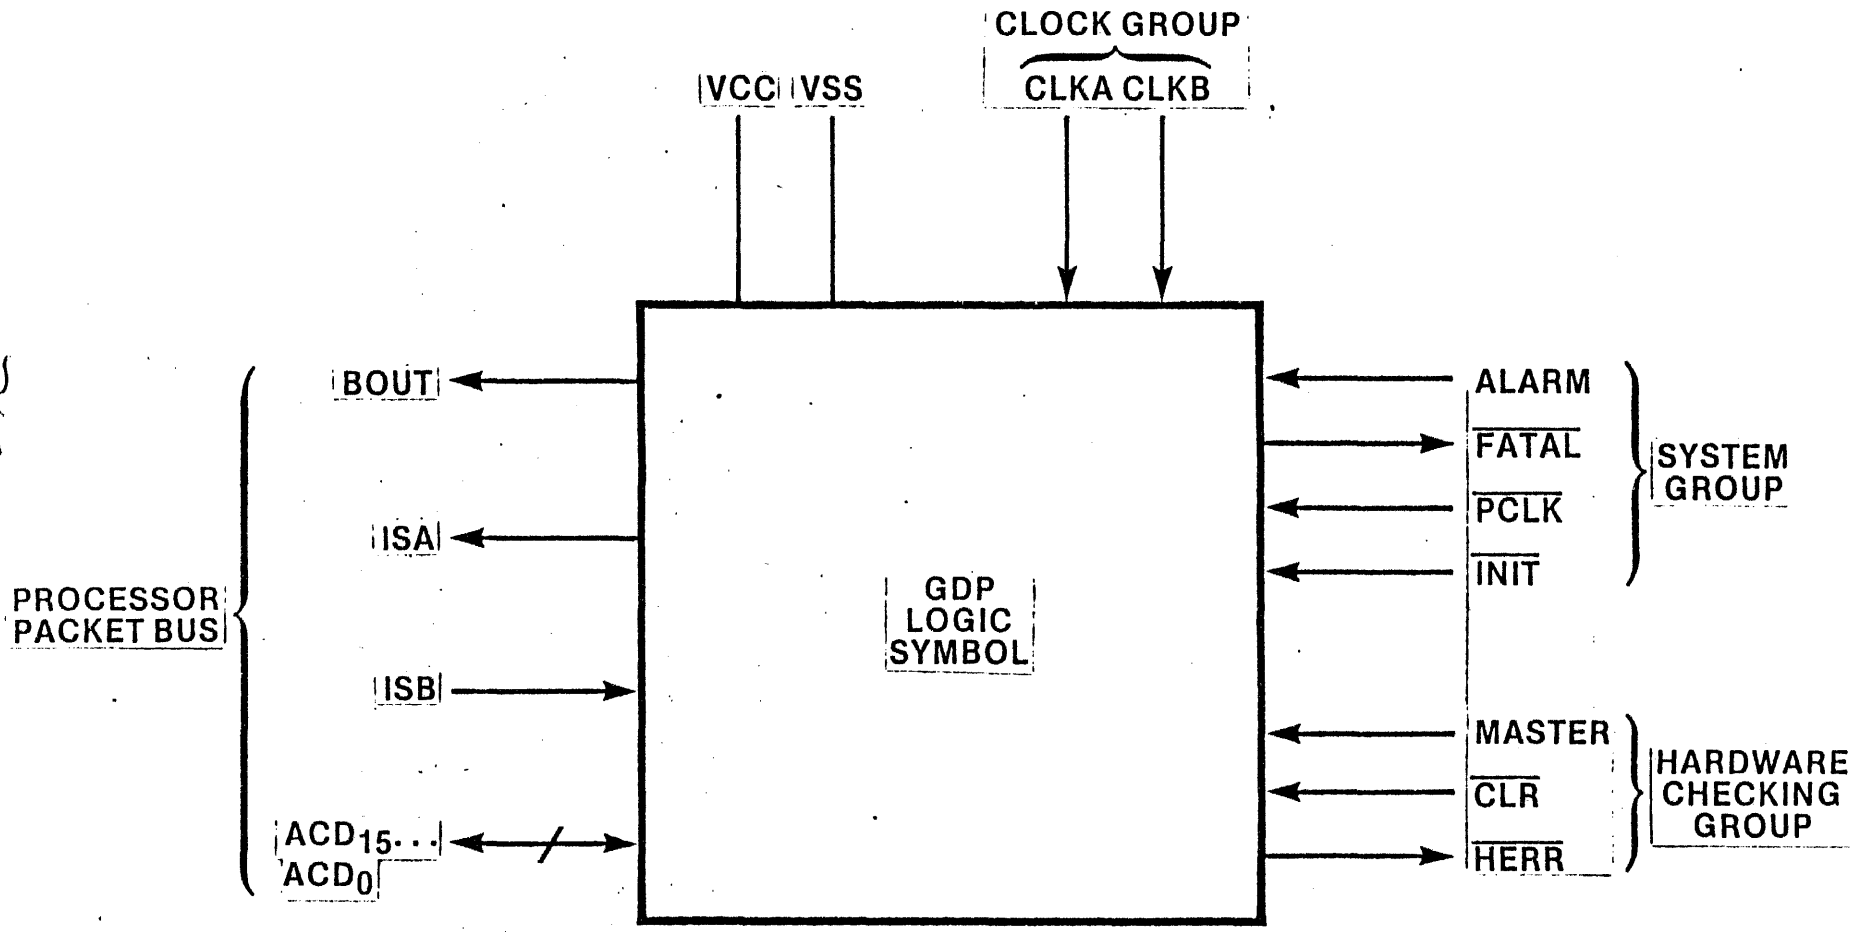 CLOCK GROUP
VCC VSS CLKA CLKB
BOUT
ISA
PROCESSOR
PACKET BUS
ISB
ACD15...
ACD0
GDP
LOGIC
SYMBOL
ALARM
FATAL
PCLK
INIT
SYSTEM
GROUP
MASTER
CLR
HERR
HARDWARE
CHECKING
GROUP